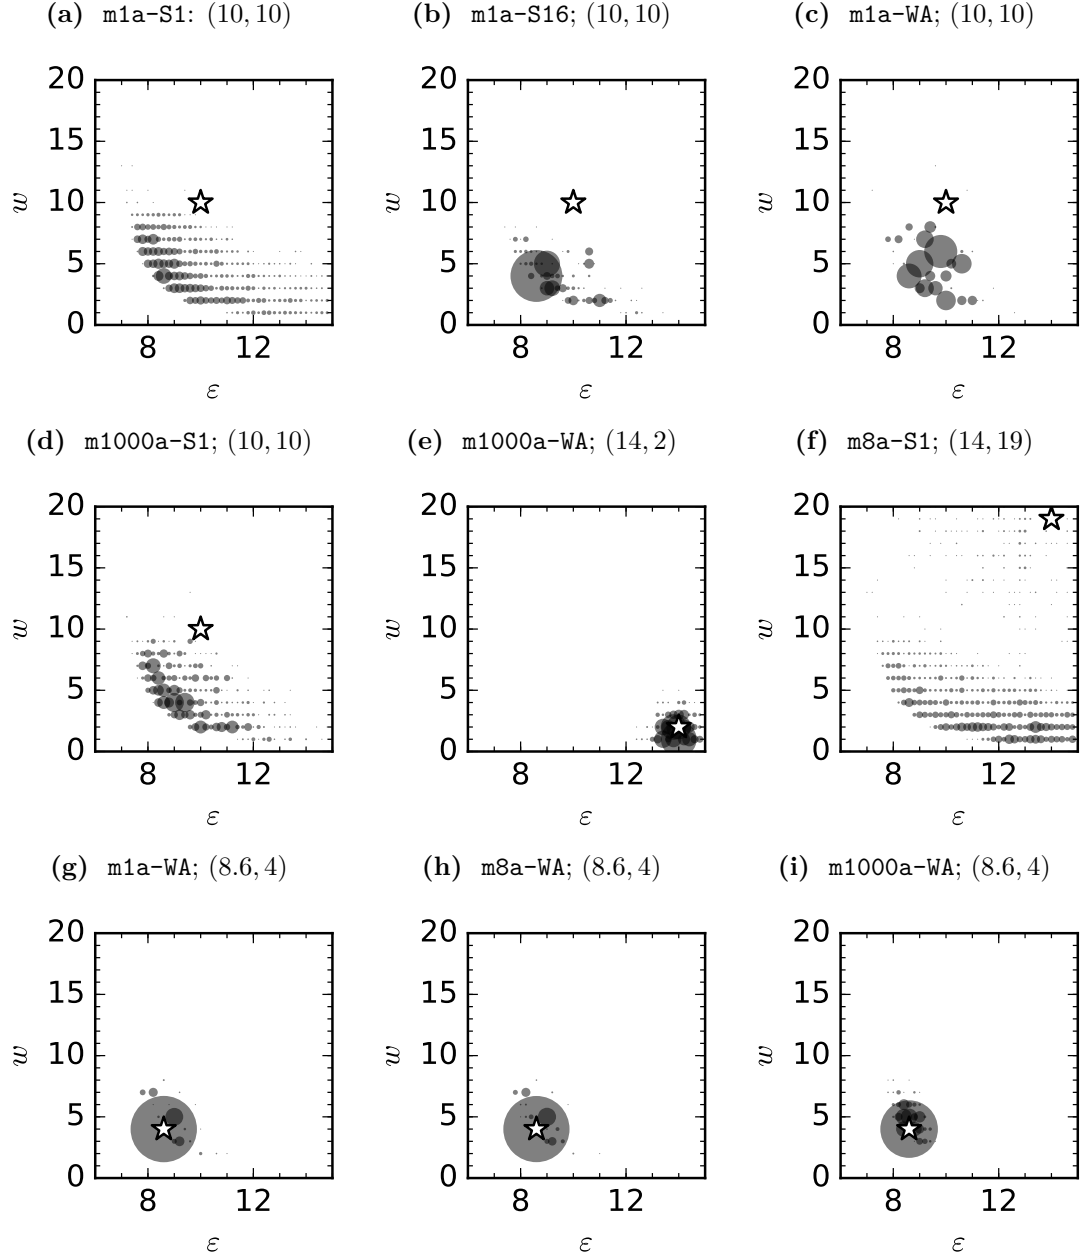 (a) m1a-S1: (10, 10)
(b) m1a-S16; (10, 10)
(c) m1a-WA; (10, 10)
20
15
10
5
0
w
8 12
ε
20
15
10
5
0
w
8 12
ε
20
15
10
5
0
w
8 12
ε
(d) m1000a-S1; (10, 10)
(e) m1000a-WA; (14, 2)
(f) m8a-S1; (14, 19)
20
15
10
5
0
w
8 12
ε
20
15
10
5
0
w
8 12
ε
20
15
10
5
0
w
8 12
ε
(g) m1a-WA; (8.6, 4)
(h) m8a-WA; (8.6, 4)
(i) m1000a-WA; (8.6, 4)
20
15
10
5
0
w
8 12
ε
20
15
10
5
0
w
8 12
ε
20
15
10
5
0
w
8 12
ε